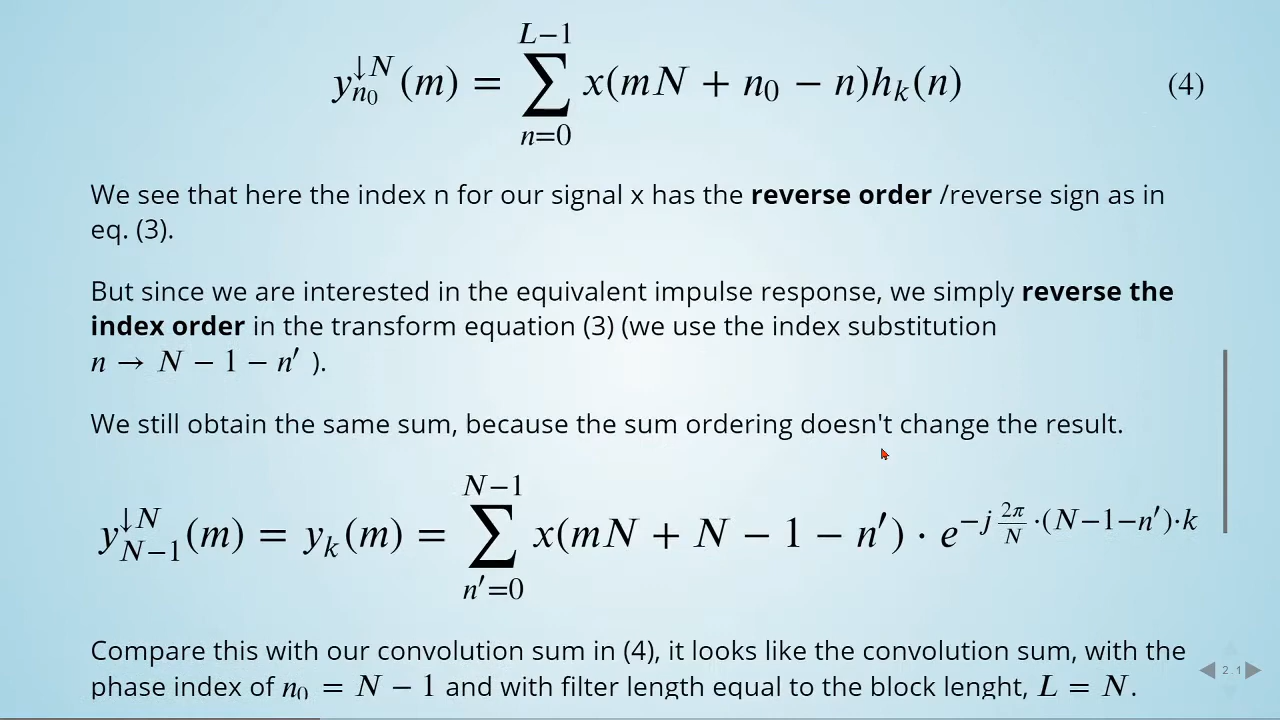 y_{n_0}^{↓N}(m) = \sum_{n=0}^{L−1} x(mN + n_0 − n)h_k(n) (4)
We see that here the index n for our signal x has the reverse order /reverse sign as in
eq. (3).
But since we are interested in the equivalent impulse response, we simply reverse the
index order in the transform equation (3) (we use the index substitution
n → N − 1 − n′ ).
We still obtain the same sum, because the sum ordering doesn't change the result.
y_{N−1}^{↓N}(m) = y_k(m) = \sum_{n′=0}^{N−1} x(mN + N − 1 − n′) · e^{−j\frac{2π}{N}·(N−1−n′)·k}
Compare this with our convolution sum in (4), it looks like the convolution sum, with the
phase index of n_0 = N − 1 and with filter length equal to the block lenght, L = N.
2.1